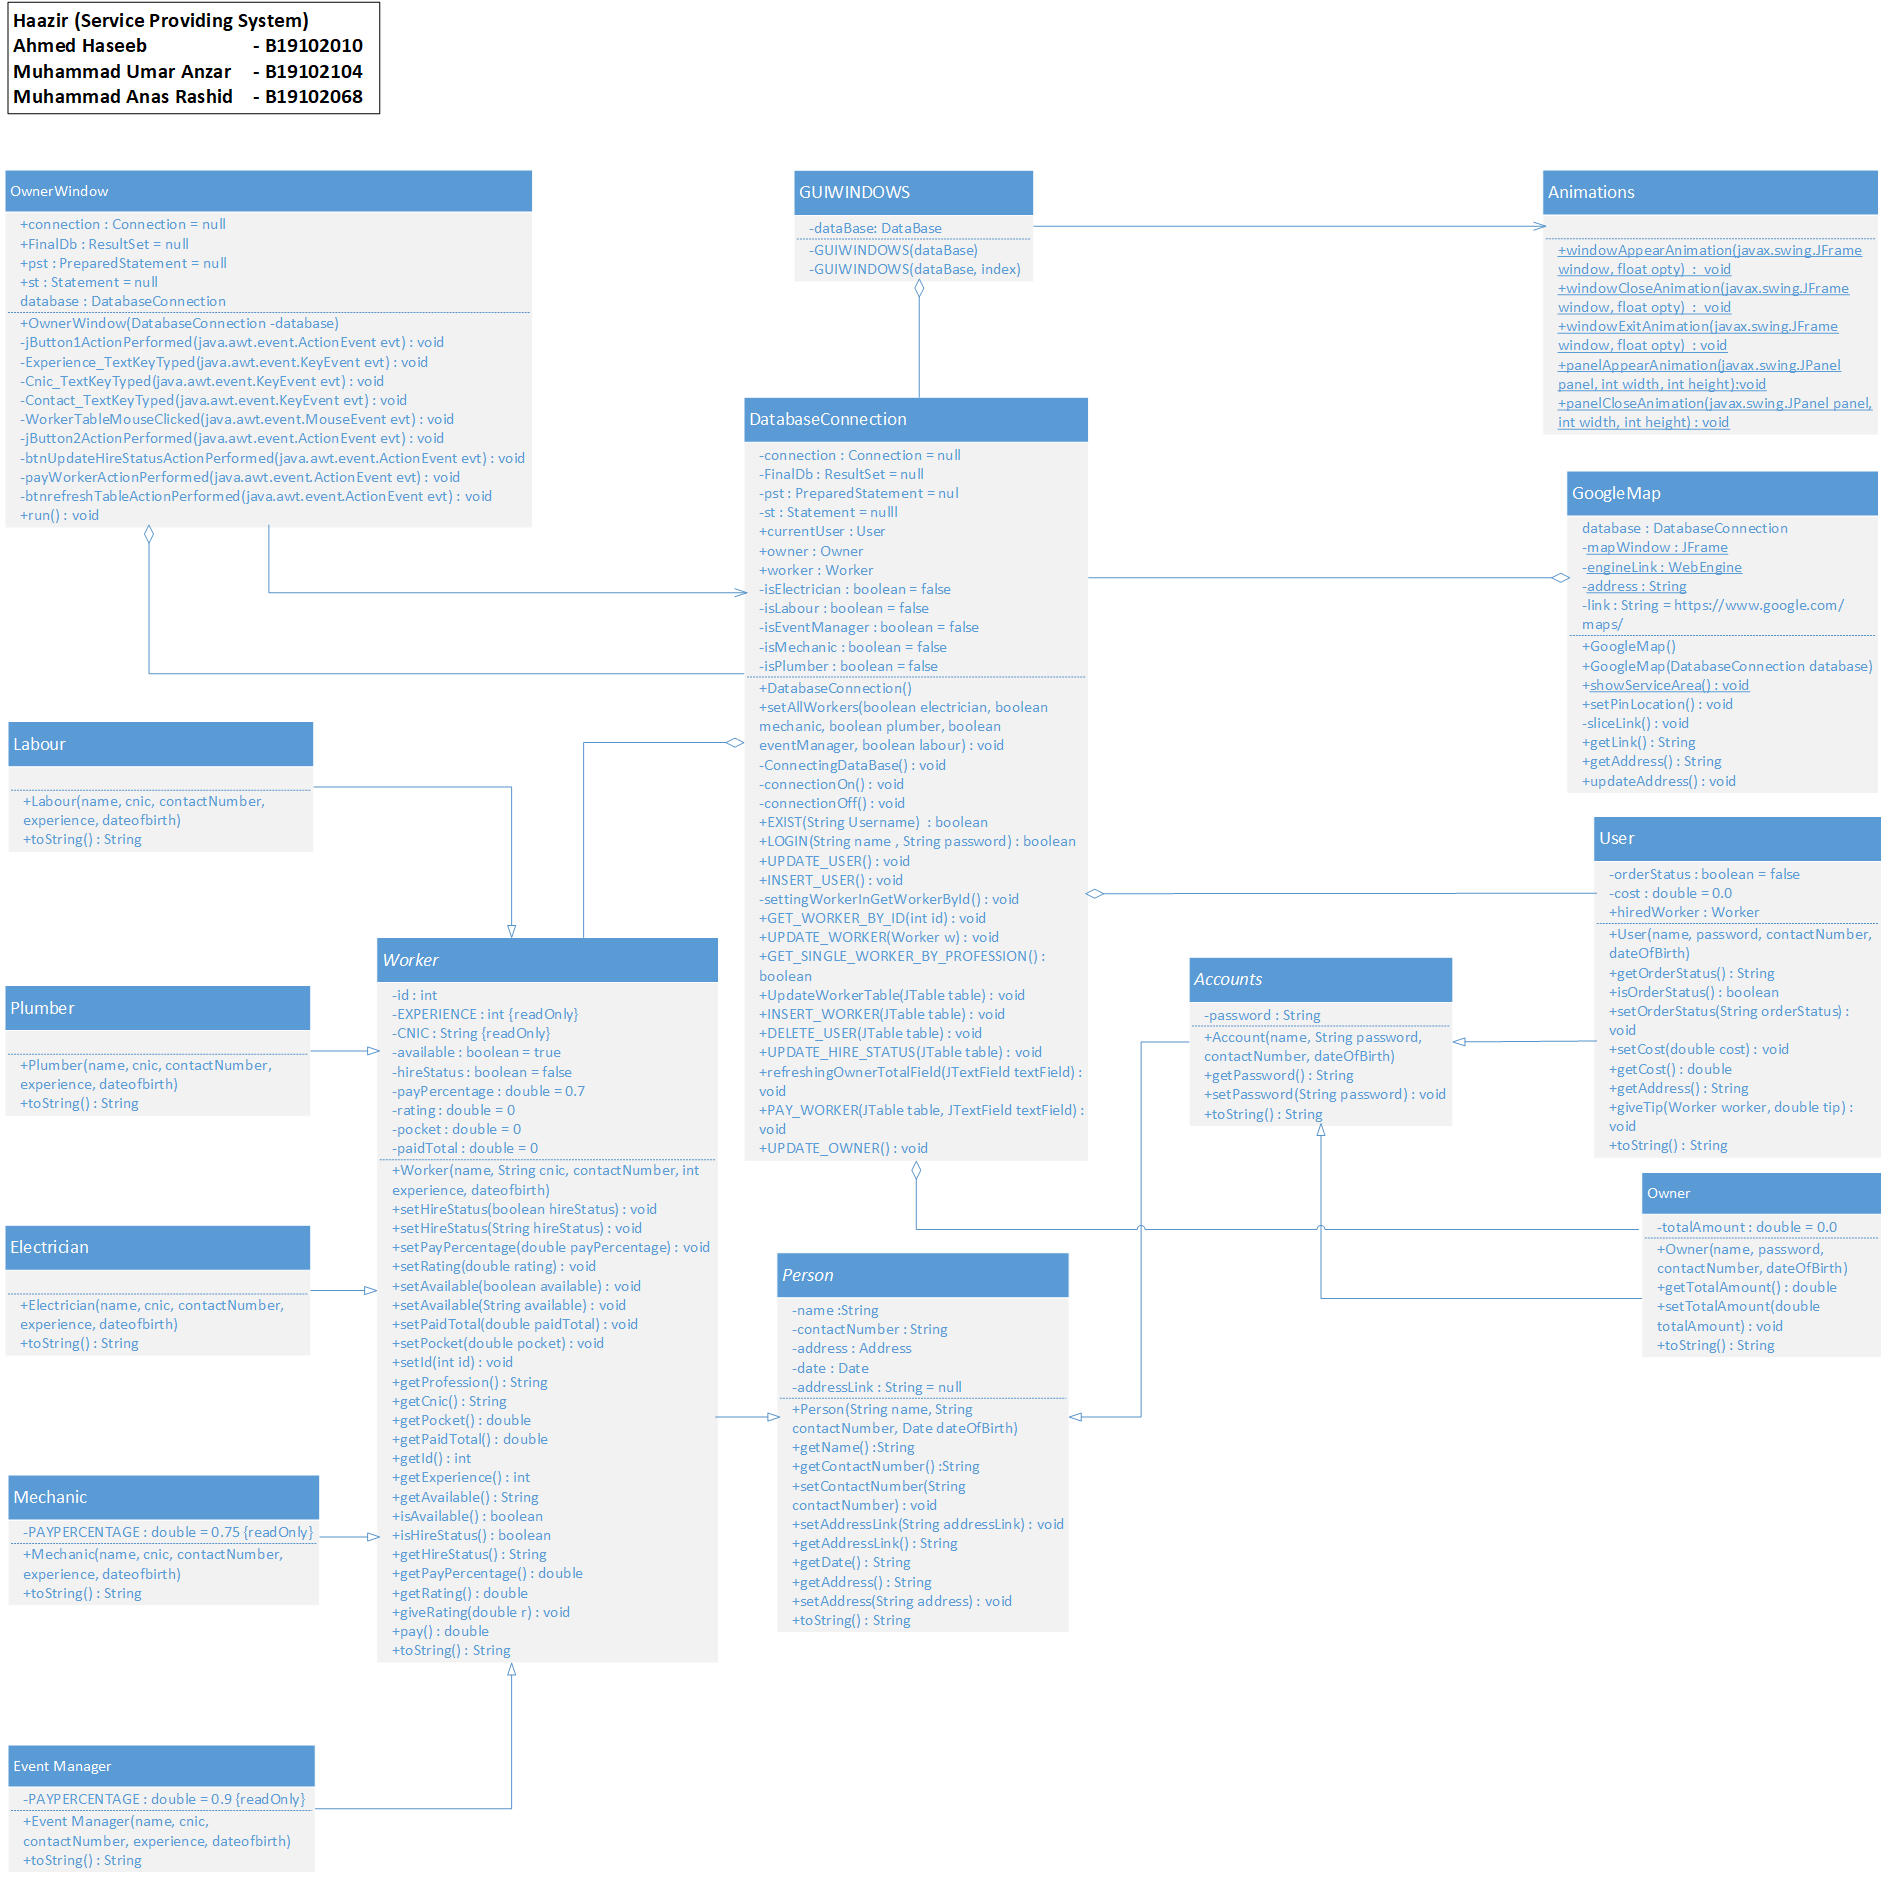 Haazir (Service Providing System)
Ahmed Haseeb - B19102010
Muhammad Umar Anzar - B19102104
Muhammad Anas Rashid - B19102068
OwnerWindow
+connection : Connection = null
+FinalDb : ResultSet = null
+pst : PreparedStatement = null
+st : Statement = null
database : DatabaseConnection
+OwnerWindow(DatabaseConnection -database)
-jButton1ActionPerformed(java.awt.event.ActionEvent evt) : void
-Experience_TextKeyTyped(java.awt.event.KeyEvent evt) : void
-Cnic_TextKeyTyped(java.awt.event.KeyEvent evt) : void
-Contact_TextKeyTyped(java.awt.event.KeyEvent evt) : void
-WorkerTableMouseClicked(java.awt.event.MouseEvent evt) : void
-jButton2ActionPerformed(java.awt.event.ActionEvent evt) : void
-btnUpdateHireStatusActionPerformed(java.awt.event.ActionEvent evt) : void
-payWorkerActionPerformed(java.awt.event.ActionEvent evt) : void
-btnrefreshTableActionPerformed(java.awt.event.ActionEvent evt) : void
+run() : void
GUIWINDOWS
-dataBase: DataBase
-GUIWINDOWS(dataBase)
-GUIWINDOWS(dataBase, index)
Animations
+windowAppearAnimation(javax.swing.JFrame
window, float opty) : void
+windowCloseAnimation(javax.swing.JFrame
window, float opty) : void
+windowExitAnimation(javax.swing.JFrame
window, float opty) : void
+panelAppearAnimation(javax.swing.JPanel
panel, int width, int height):void
+panelCloseAnimation(javax.swing.JPanel panel,
int width, int height) : void
DatabaseConnection
-connection : Connection = null
-FinalDb : ResultSet = null
-pst : PreparedStatement = nul
-st : Statement = nulll
+currentUser : User
+owner : Owner
+worker : Worker
-isElectrician : boolean = false
-isLabour : boolean = false
-isEventManager : boolean = false
-isMechanic : boolean = false
-isPlumber : boolean = false
+DatabaseConnection()
+setAllWorkers(boolean electrician, boolean
mechanic, boolean plumber, boolean
eventManager, boolean labour) : void
-ConnectingDataBase() : void
-connectionOn() : void
-connectionOff() : void
+EXIST(String Username) : boolean
+LOGIN(String name , String password) : boolean
+UPDATE_USER() : void
+INSERT_USER() : void
-settingWorkerInGetWorkerById() : void
+GET_WORKER_BY_ID(int id) : void
+UPDATE_WORKER(Worker w) : void
+GET_SINGLE_WORKER_BY_PROFESSION() :
boolean
+UpdateWorkerTable(JTable table) : void
+INSERT_WORKER(JTable table) : void
+DELETE_USER(JTable table) : void
+UPDATE_HIRE_STATUS(JTable table) : void
+refreshingOwnerTotalField(JTextField textField) :
void
+PAY_WORKER(JTable table, JTextField textField) :
void
+UPDATE_OWNER() : void
GoogleMap
database : DatabaseConnection
-mapWindow : JFrame
-engineLink : WebEngine
-address : String
-link : String = https://www.google.com/
maps/
+GoogleMap()
+GoogleMap(DatabaseConnection database)
+showServiceArea() : void
+setPinLocation() : void
-sliceLink() : void
+getLink() : String
+getAddress() : String
+updateAddress() : void
Labour
+Labour(name, cnic, contactNumber,
experience, dateofbirth)
+toString() : String
User
-orderStatus : boolean = false
-cost : double = 0.0
+hiredWorker : Worker
+User(name, password, contactNumber,
dateOfBirth)
+getOrderStatus() : String
+isOrderStatus() : boolean
+setOrderStatus(String orderStatus) :
void
+setCost(double cost) : void
+getCost() : double
+getAddress() : String
+giveTip(Worker worker, double tip) :
void
+toString() : String
Worker
-id : int
-EXPERIENCE : int {readOnly}
-CNIC : String {readOnly}
-available : boolean = true
-hireStatus : boolean = false
-payPercentage : double = 0.7
-rating : double = 0
-pocket : double = 0
-paidTotal : double = 0
+Worker(name, String cnic, contactNumber, int
experience, dateofbirth)
+setHireStatus(boolean hireStatus) : void
+setHireStatus(String hireStatus) : void
+setPayPercentage(double payPercentage) : void
+setRating(double rating) : void
+setAvailable(boolean available) : void
+setAvailable(String available) : void
+setPaidTotal(double paidTotal) : void
+setPocket(double pocket) : void
+setId(int id) : void
+getProfession() : String
+getCnic() : String
+getPocket() : double
+getPaidTotal() : double
+getId() : int
+getExperience() : int
+getAvailable() : String
+isAvailable() : boolean
+isHireStatus() : boolean
+getHireStatus() : String
+getPayPercentage() : double
+getRating() : double
+giveRating(double r) : void
+pay() : double
+toString() : String
Accounts
-password : String
+Account(name, String password,
contactNumber, dateOfBirth)
+getPassword() : String
+setPassword(String password) : void
+toString() : String
Plumber
+Plumber(name, cnic, contactNumber,
experience, dateofbirth)
+toString() : String
Owner
-totalAmount : double = 0.0
+Owner(name, password,
contactNumber, dateOfBirth)
+getTotalAmount() : double
+setTotalAmount(double
totalAmount) : void
+toString() : String
Electrician
+Electrician(name, cnic, contactNumber,
experience, dateofbirth)
+toString() : String
Person
-name :String
-contactNumber : String
-address : Address
-date : Date
-addressLink : String = null
+Person(String name, String
contactNumber, Date dateOfBirth)
+getName() :String
+getContactNumber() :String
+setContactNumber(String
contactNumber) : void
+setAddressLink(String addressLink) : void
+getAddressLink() : String
+getDate() : String
+getAddress() : String
+setAddress(String address) : void
+toString() : String
Mechanic
-PAYPERCENTAGE : double = 0.75 {readOnly}
+Mechanic(name, cnic, contactNumber,
experience, dateofbirth)
+toString() : String
Event Manager
-PAYPERCENTAGE : double = 0.9 {readOnly}
+Event Manager(name, cnic,
contactNumber, experience, dateofbirth)
+toString() : String